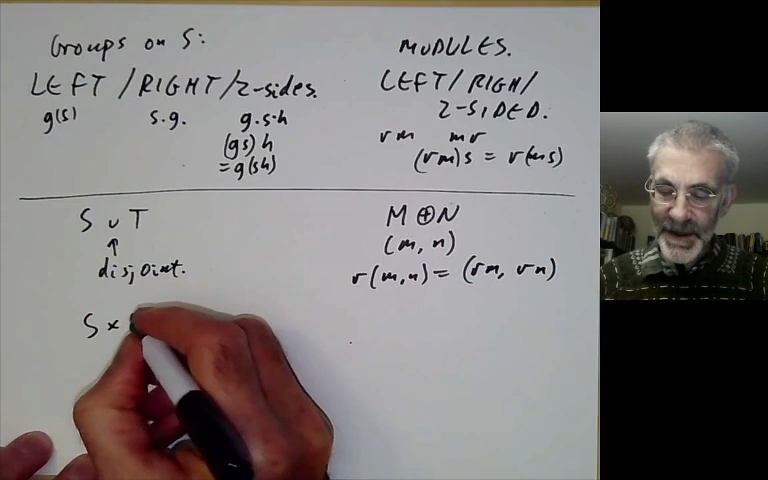 Groups on S:
LEFT / RIGHT / 2-sides.
g(s) s.g. g.s.h
(gs)h
=g(sh)
MODULES.
LEFT / RIGH /
2-SIDED.
rm mr
(rm)s = r(ms)
S ∪ T
↑
disjoint.
M ⊕ N
(m, n)
r(m,n) = (rm, rn)
S ×